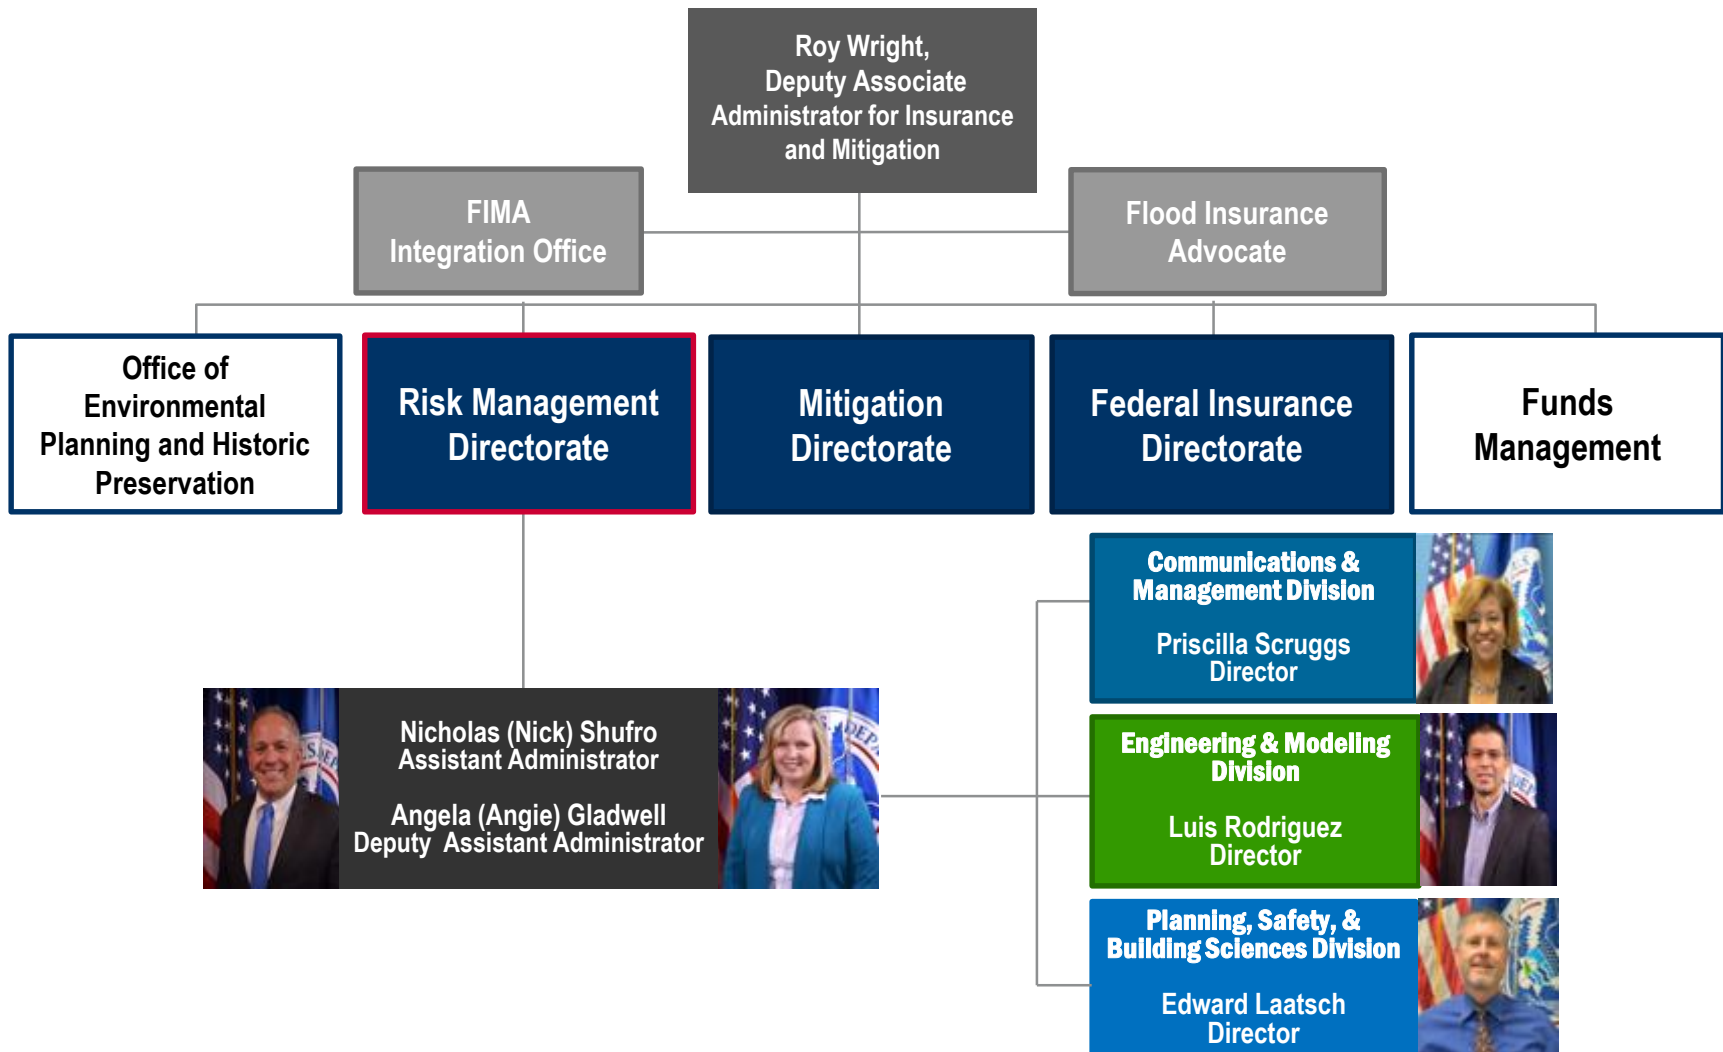 Roy Wright,
Deputy Associate
Administrator for Insurance
and Mitigation
FIMA
Integration Office
Flood Insurance
Advocate
Office of
Environmental
Planning and Historic
Preservation
Risk Management
Directorate
Mitigation
Directorate
Federal Insurance
Directorate
Funds
Management
Communications &
Management Division
Priscilla Scruggs
Director
Nicholas (Nick) Shufro
Assistant Administrator
Angela (Angie) Gladwell
Deputy Assistant Administrator
Engineering & Modeling
Division
Luis Rodriguez
Director
Planning, Safety, &
Building Sciences Division
Edward Laatsch
Director